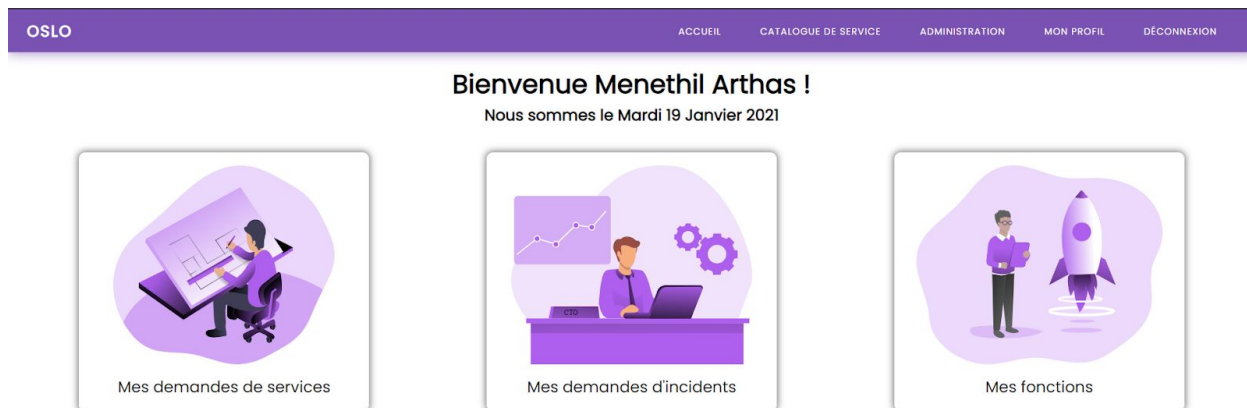 OSLO
ACCUEIL CATALOGUE DE SERVICE ADMINISTRATION MON PROFIL DÉCONNEXION
Bienvenue Menethil Arthas !
Nous sommes le Mardi 19 Janvier 2021
CTO
Mes demandes de services
Mes demandes d'incidents
Mes fonctions